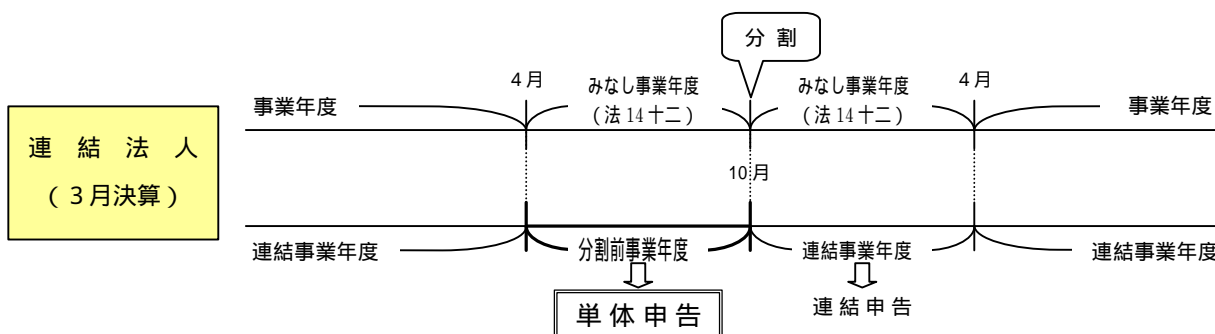 分 割
4月
みなし事業年度
(法14十二)
みなし事業年度
(法14十二)
4月
事業年度
事業年度
連 結 法 人
(3月決算)
10月
連結事業年度
分割前事業年度
連結事業年度
連結事業年度
単体申告
連結申告